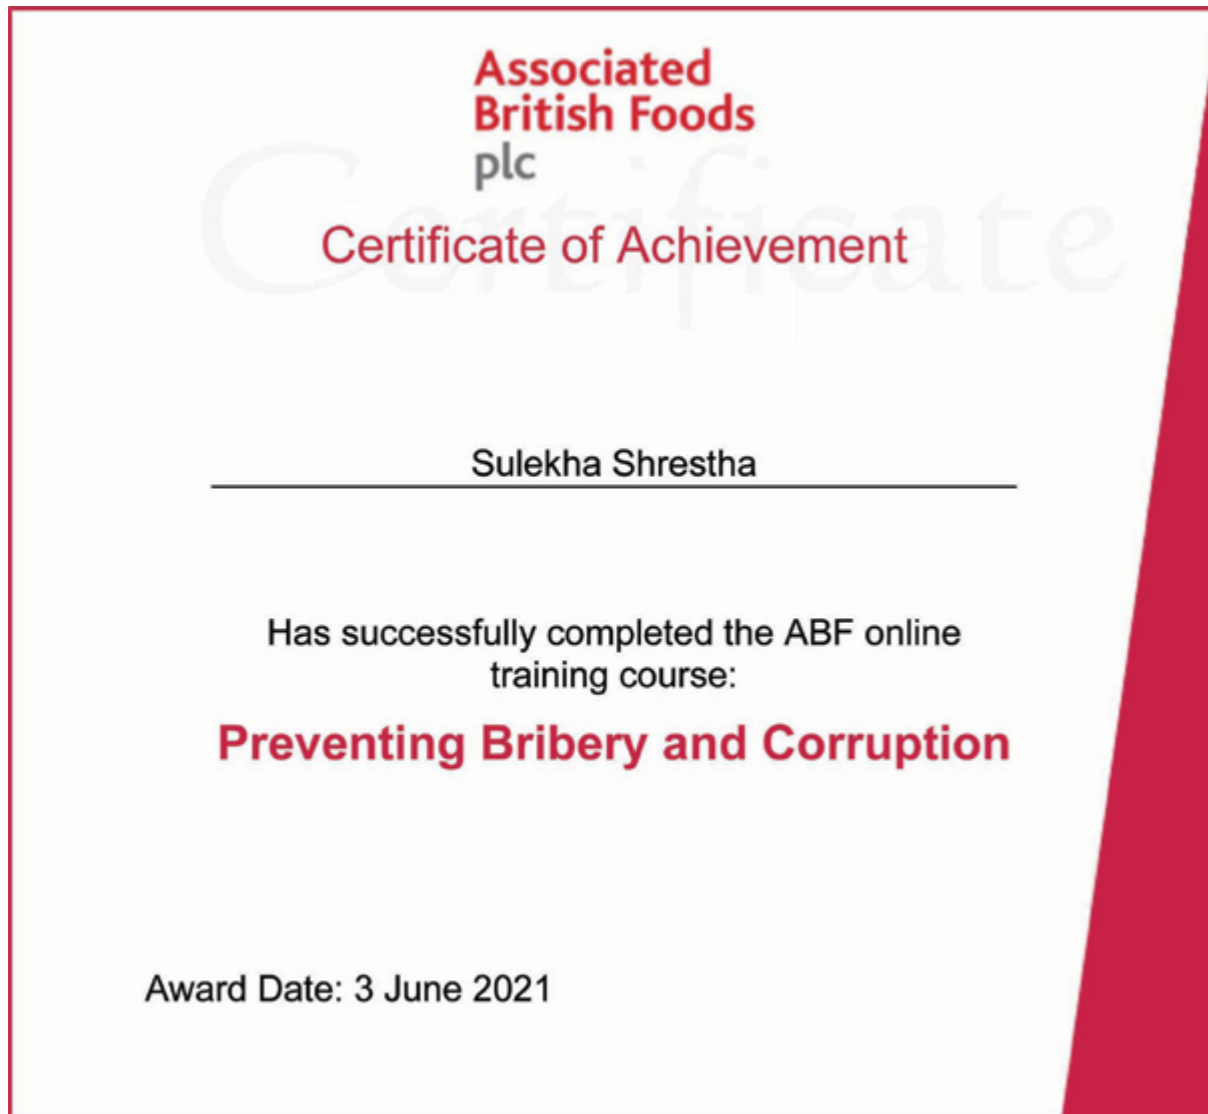 Associated
British Foods
plc
Certificate
Certificate of Achievement
Sulekha Shrestha
Has successfully completed the ABF online
training course:
Preventing Bribery and Corruption
Award Date: 3 June 2021